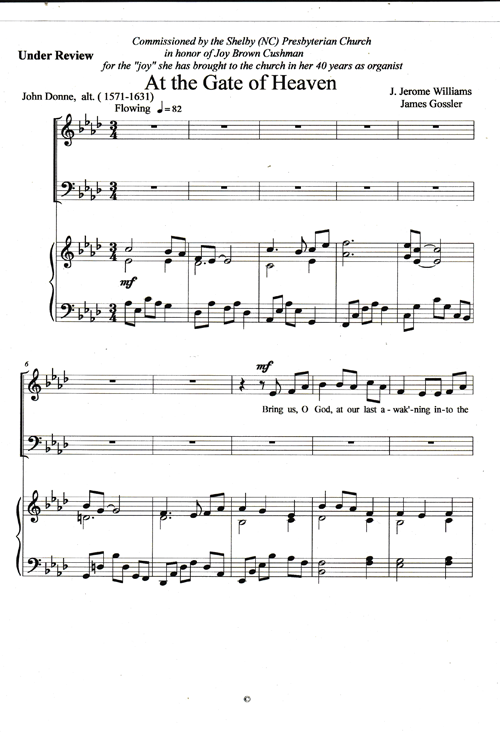 Commissioned by the Shelby (NC) Presbyterian Church
Under Review
in honor of Joy Brown Cushman
for the "joy" she has brought to the church in her 40 years as organist
At the Gate of Heaven
John Donne, alt. ( 1571-1631)
J. Jerome Williams
Flowing ♩= 82
James Gossler
mf
6
mf
Bring us, O God, at our last a - wak'-ning in-to the
©